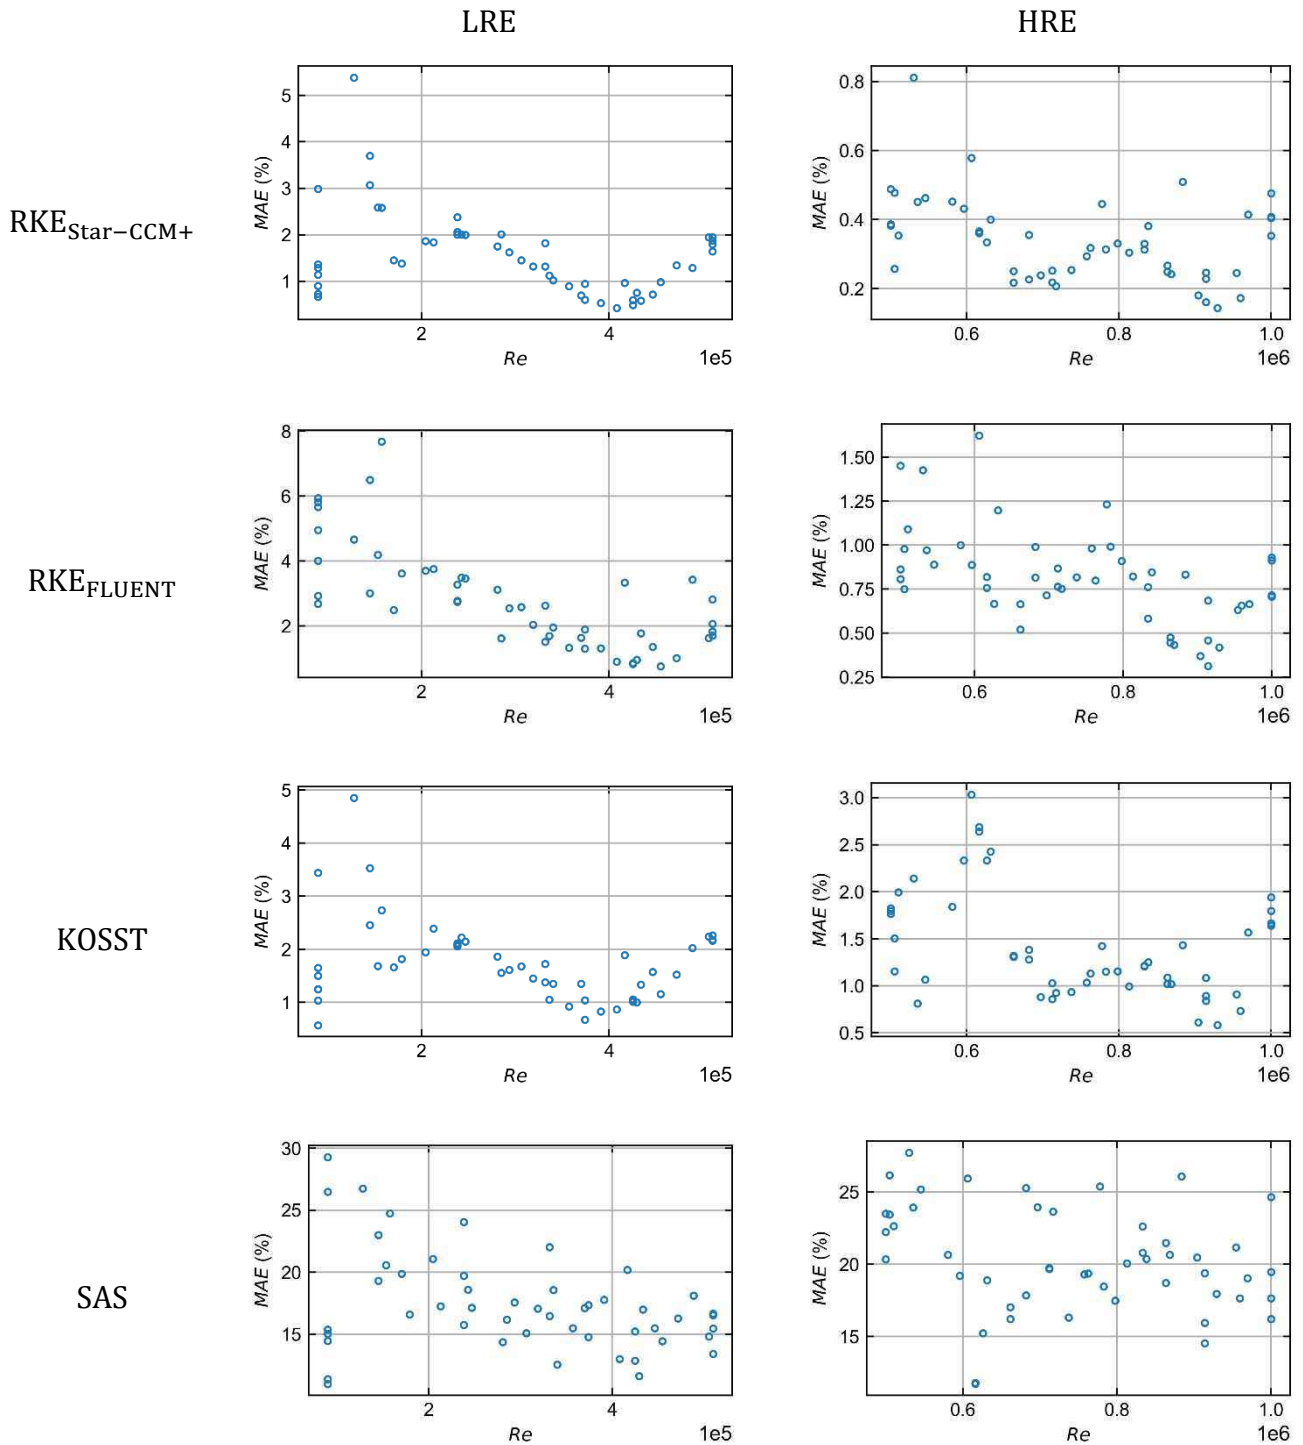 LRE
HRE
RKE_Star−CCM+
MAE (%)
5
4
3
2
1
2
4
1e5
Re
MAE (%)
0.8
0.6
0.4
0.2
0.6
0.8
1.0
1e6
Re
RKE_FLUENT
MAE (%)
8
6
4
2
2
4
1e5
Re
MAE (%)
1.50
1.25
1.00
0.75
0.50
0.25
0.6
0.8
1.0
1e6
Re
KOSST
MAE (%)
5
4
3
2
1
2
4
1e5
Re
MAE (%)
3.0
2.5
2.0
1.5
1.0
0.5
0.6
0.8
1.0
1e6
Re
SAS
MAE (%)
30
25
20
15
2
4
1e5
Re
MAE (%)
25
20
15
0.6
0.8
1.0
1e6
Re